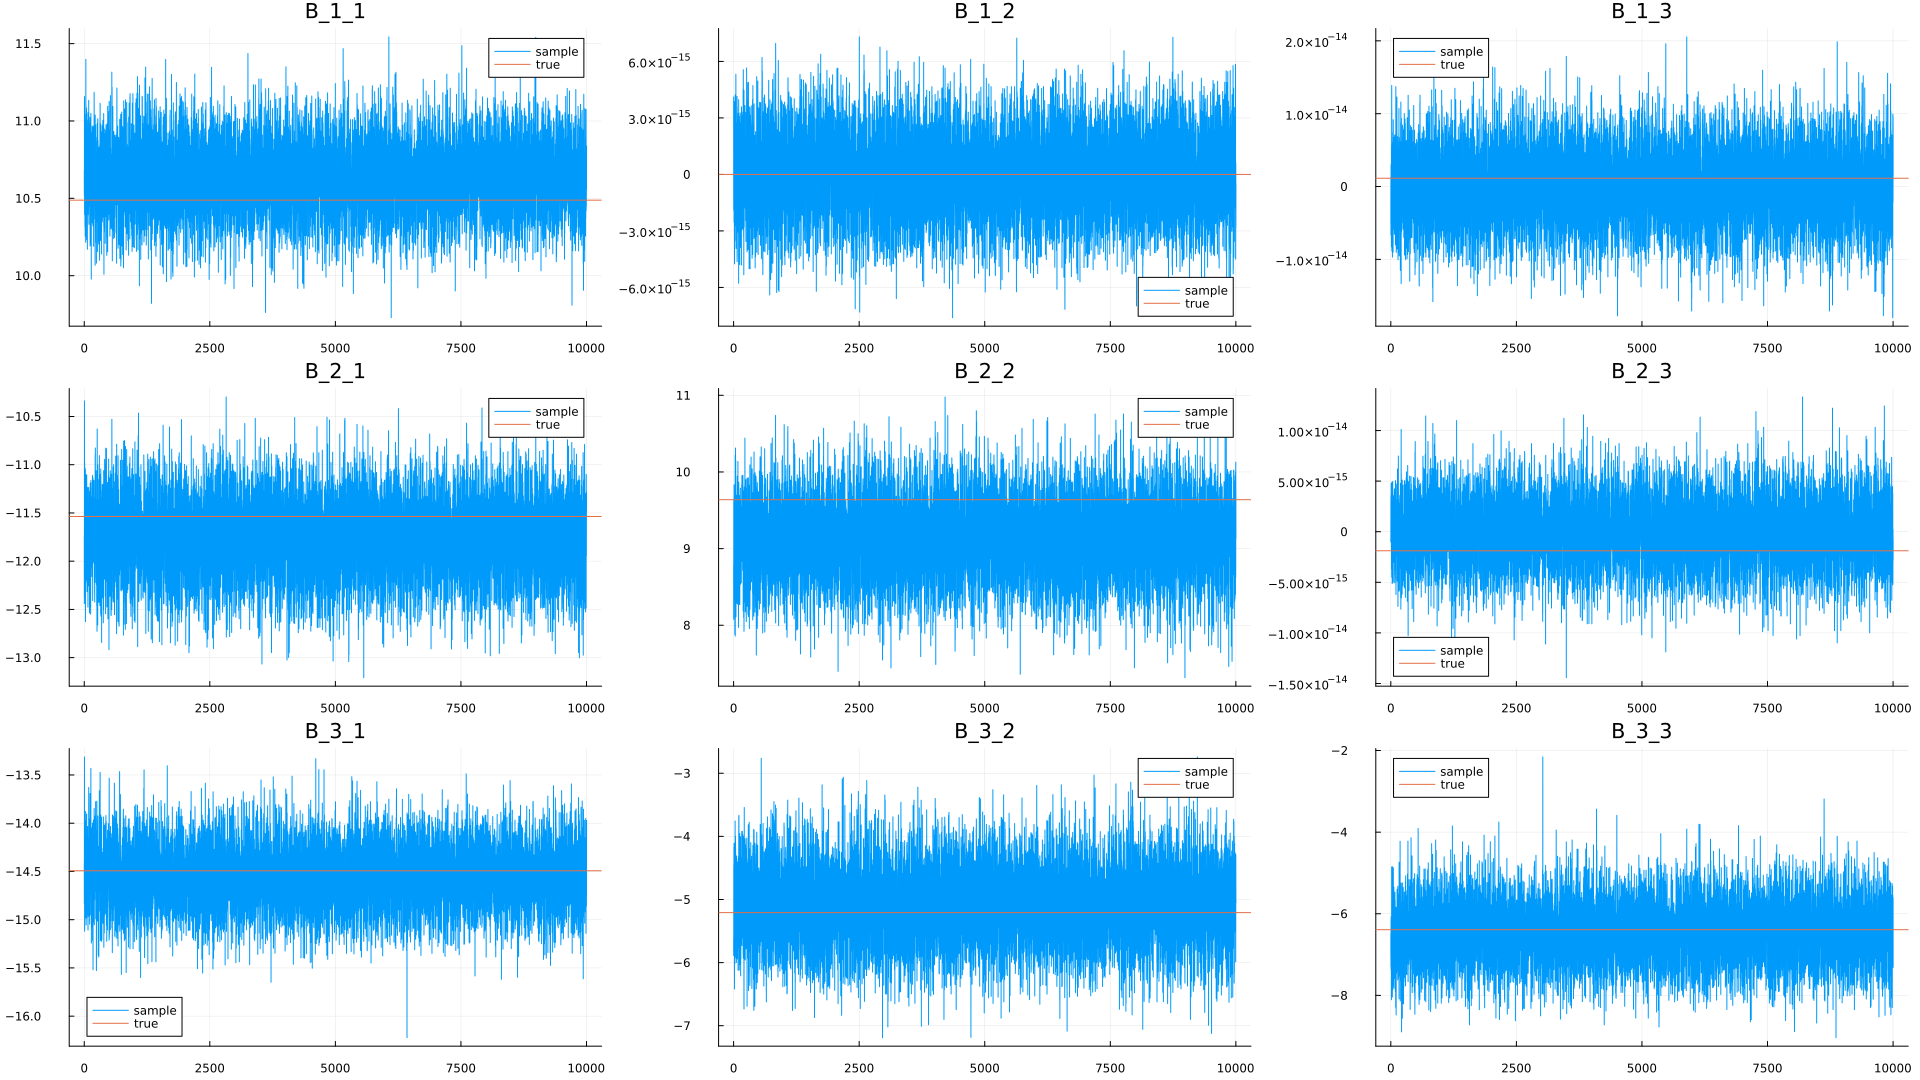 B_1_1
11.5
11.0
10.5
10.0
sample
true
0 2500 5000 7500 10000
B_1_2
6.0×10⁻¹⁵
3.0×10⁻¹⁵
0
−3.0×10⁻¹⁵
−6.0×10⁻¹⁵
sample
true
0 2500 5000 7500 10000
B_1_3
2.0×10⁻¹⁴
1.0×10⁻¹⁴
0
−1.0×10⁻¹⁴
sample
true
0 2500 5000 7500 10000
B_2_1
−10.5
−11.0
−11.5
−12.0
−12.5
−13.0
sample
true
0 2500 5000 7500 10000
B_2_2
11
10
9
8
sample
true
0 2500 5000 7500 10000
B_2_3
1.00×10⁻¹⁴
5.00×10⁻¹⁵
0
−5.00×10⁻¹⁵
−1.00×10⁻¹⁴
−1.50×10⁻¹⁴
sample
true
0 2500 5000 7500 10000
B_3_1
−13.5
−14.0
−14.5
−15.0
−15.5
−16.0
sample
true
0 2500 5000 7500 10000
B_3_2
−3
−4
−5
−6
−7
sample
true
0 2500 5000 7500 10000
B_3_3
−2
−4
−6
−8
sample
true
0 2500 5000 7500 10000